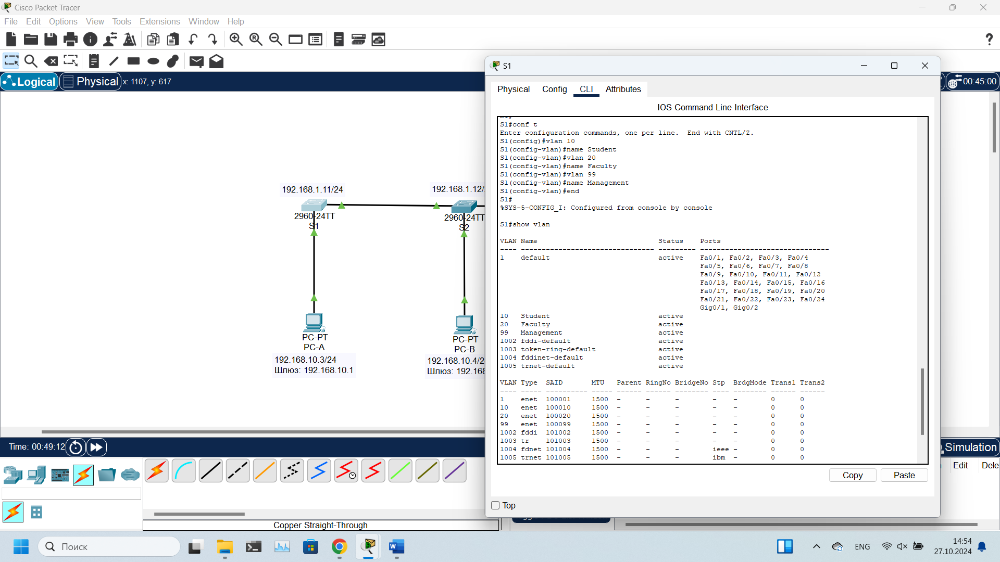 Cisco Packet Tracer
File Edit Options View Tools Extensions Window Help
Logical Physical x: 1107, y: 617
00:45:00
192.168.1.11/24
192.168.1.12/
2960-24TT
S1
2960-24TT
S2
PC-PT
PC-A
PC-PT
PC-B
192.168.10.3/24
Шлюз: 192.168.10.1
192.168.10.4/2
Шлюз: 192.168
S1
Physical Config CLI Attributes
IOS Command Line Interface
S1#conf t
Enter configuration commands, one per line. End with CNTL/Z.
S1(config)#vlan 10
S1(config-vlan)#name Student
S1(config-vlan)#vlan 20
S1(config-vlan)#name Faculty
S1(config-vlan)#vlan 99
S1(config-vlan)#name Management
S1(config-vlan)#end
S1#
%SYS-5-CONFIG_I: Configured from console by console
S1#show vlan
VLAN Name Status Ports
---- -------------------------------- --------- -------------------------------
1 default active Fa0/1, Fa0/2, Fa0/3, Fa0/4
Fa0/5, Fa0/6, Fa0/7, Fa0/8
Fa0/9, Fa0/10, Fa0/11, Fa0/12
Fa0/13, Fa0/14, Fa0/15, Fa0/16
Fa0/17, Fa0/18, Fa0/19, Fa0/20
Fa0/21, Fa0/22, Fa0/23, Fa0/24
Gig0/1, Gig0/2
10 Student active
20 Faculty active
99 Management active
1002 fddi-default active
1003 token-ring-default active
1004 fddinet-default active
1005 trnet-default active
VLAN Type SAID MTU Parent RingNo BridgeNo Stp BrdgMode Trans1 Trans2
---- ----- ---------- ----- ------ ------ -------- ---- -------- ------ ------
1 enet 100001 1500 - - - - - 0 0
10 enet 100010 1500 - - - - - 0 0
20 enet 100020 1500 - - - - - 0 0
99 enet 100099 1500 - - - - - 0 0
1002 fddi 101002 1500 - - - - - 0 0
1003 tr 101003 1500 - - - - - 0 0
1004 fdnet 101004 1500 - - - ieee - 0 0
1005 trnet 101005 1500 - - - ibm - 0 0
Copy Paste
Top
Time: 00:49:12
Simulation
Edit Dele
Copper Straight-Through
Поиск
ENG
14:54
27.10.2024